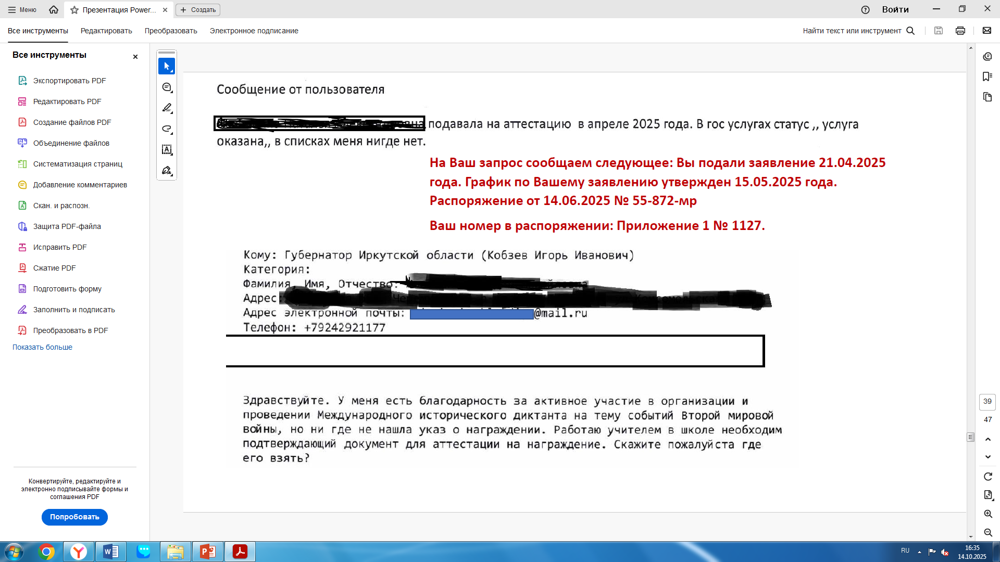 Меню
Презентация Power...
Создать
Войти
Все инструменты
Редактировать
Преобразовать
Электронное подписание
Найти текст или инструмент
Все инструменты
Экспортировать PDF
Редактировать PDF
Создание файлов PDF
Объединение файлов
Систематизация страниц
Добавление комментариев
Скан. и распозн.
Защита PDF-файла
Исправить PDF
Сжатие PDF
Подготовить форму
Заполнить и подписать
Преобразовать в PDF
Показать больше
Конвертируйте, редактируйте и
электронно подписывайте формы и
соглашения PDF
Попробовать
Сообщение от пользователя
подавала на аттестацию в апреле 2025 года. В гос услугах статус ,, услуга
оказана,, в списках меня нигде нет.
На Ваш запрос сообщаем следующее: Вы подали заявление 21.04.2025
года. График по Вашему заявлению утвержден 15.05.2025 года.
Распоряжение от 14.06.2025 № 55-872-мр
Ваш номер в распоряжении: Приложение 1 № 1127.
Кому: Губернатор Иркутской области (Кобзев Игорь Иванович)
Категория:
Фамилия, Имя, Отчество:
Адрес:
Адрес электронной почты: @mail.ru
Телефон: +79242921177
Здравствуйте. У меня есть благодарность за активное участие в организации и
проведении Международного исторического диктанта на тему событий Второй мировой
войны, но ни где не нашла указ о награждении. Работаю учителем в школе необходим
подтверждающий документ для аттестации на награждение. Скажите пожалуйста где
его взять?
39
47
RU
16:35
14.10.2025